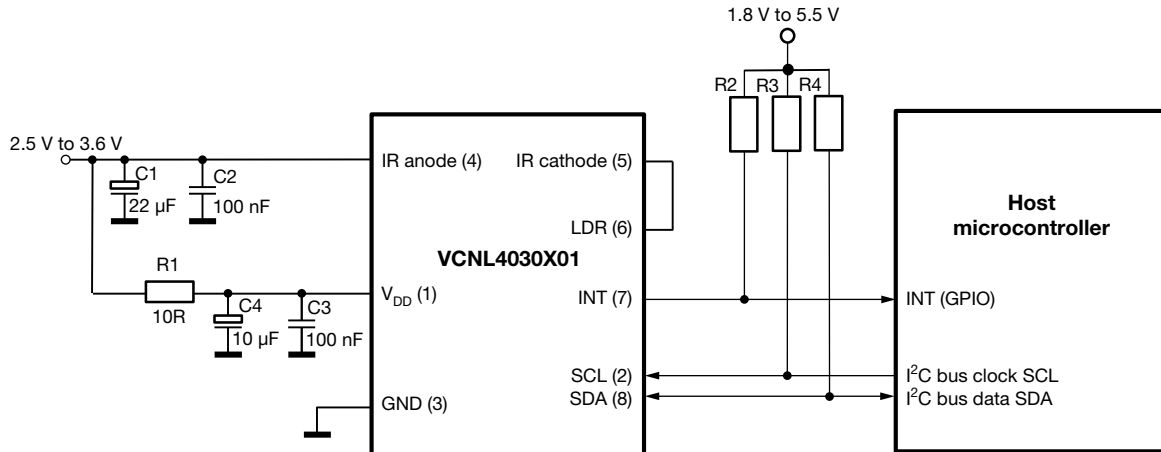 1.8 V to 5.5 V
R2 R3 R4
2.5 V to 3.6 V
IR anode (4)
IR cathode (5)
C1
C2
22 µF
100 nF
Host
microcontroller
LDR (6)
VCNL4030X01
R1
10R
V_DD (1)
INT (7)
INT (GPIO)
C4
C3
10 µF
100 nF
SCL (2)
I²C bus clock SCL
GND (3)
SDA (8)
I²C bus data SDA